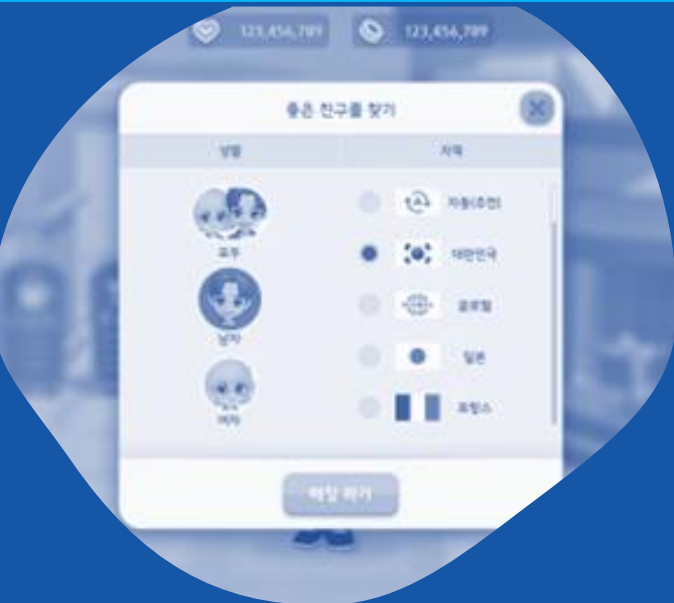 123,456,789 123,456,789
좋은 친구를 찾기
성별 지역
자동(추천)
모두
대한민국
글로벌
남자
일본
여자
프랑스
매칭 하기